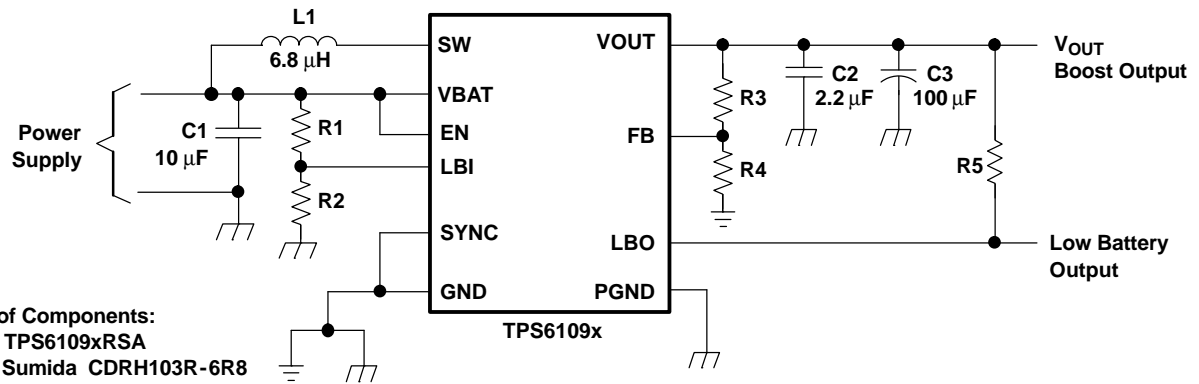 L1
6.8 µH
SW
VBAT
EN
LBI
SYNC
GND
VOUT
FB
LBO
PGND
TPS6109x
Power
Supply
C1
10 µF
R1
R2
R3
R4
C2
2.2 µF
C3
100 µF
R5
VOUT
Boost Output
Low Battery
Output
of Components:
TPS6109xRSA
Sumida CDRH103R-6R8